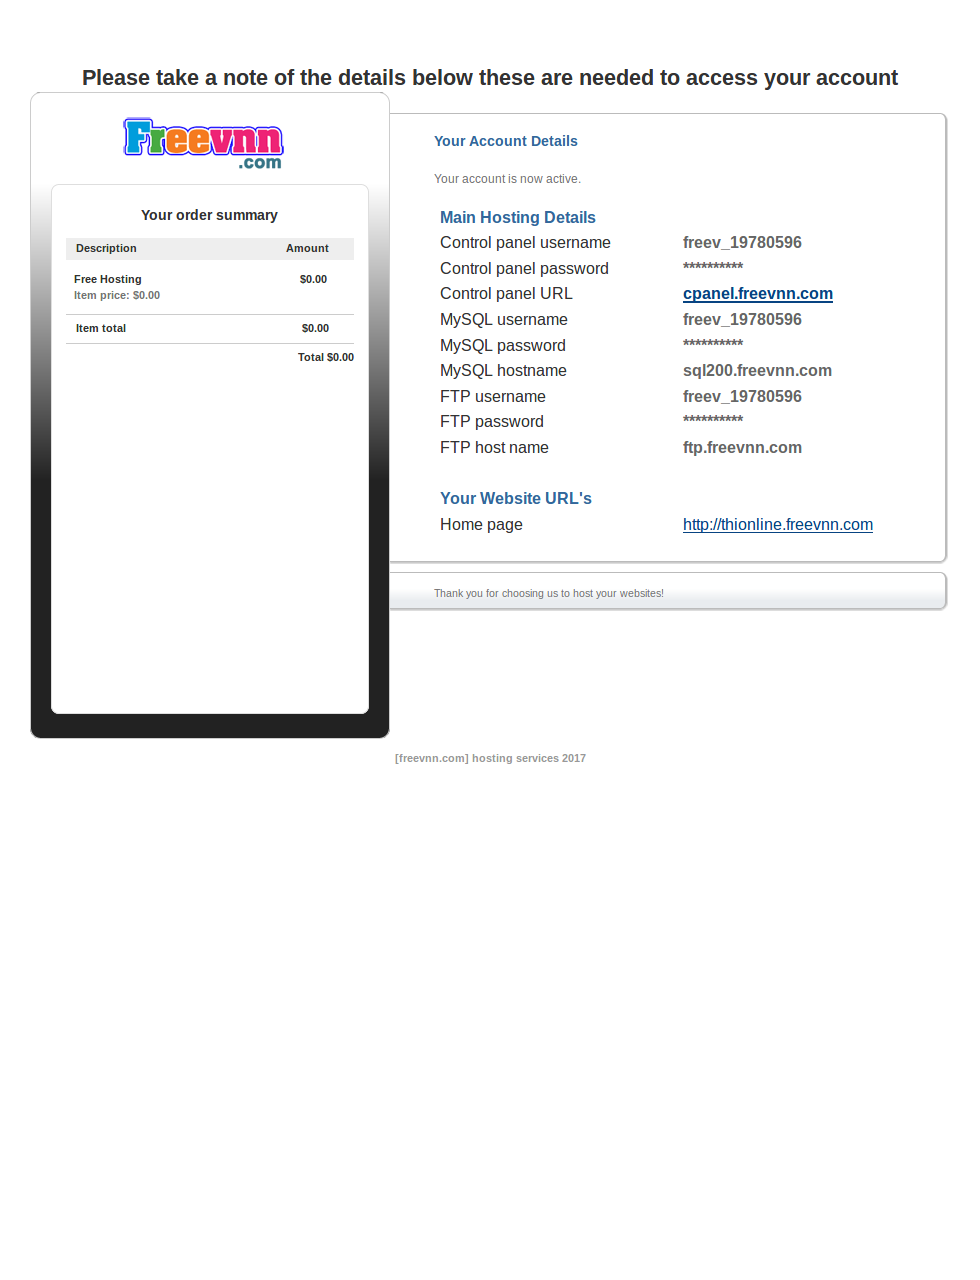 Please take a note of the details below these are needed to access your account
Freevnn
.com
Your order summary
Description Amount
Free Hosting $0.00
Item price: $0.00
Item total $0.00
Total $0.00
Your Account Details
Your account is now active.
Main Hosting Details
Control panel username freev_19780596
Control panel password **********
Control panel URL cpanel.freevnn.com
MySQL username freev_19780596
MySQL password **********
MySQL hostname sql200.freevnn.com
FTP username freev_19780596
FTP password **********
FTP host name ftp.freevnn.com
Your Website URL's
Home page http://thionline.freevnn.com
Thank you for choosing us to host your websites!
[freevnn.com] hosting services 2017